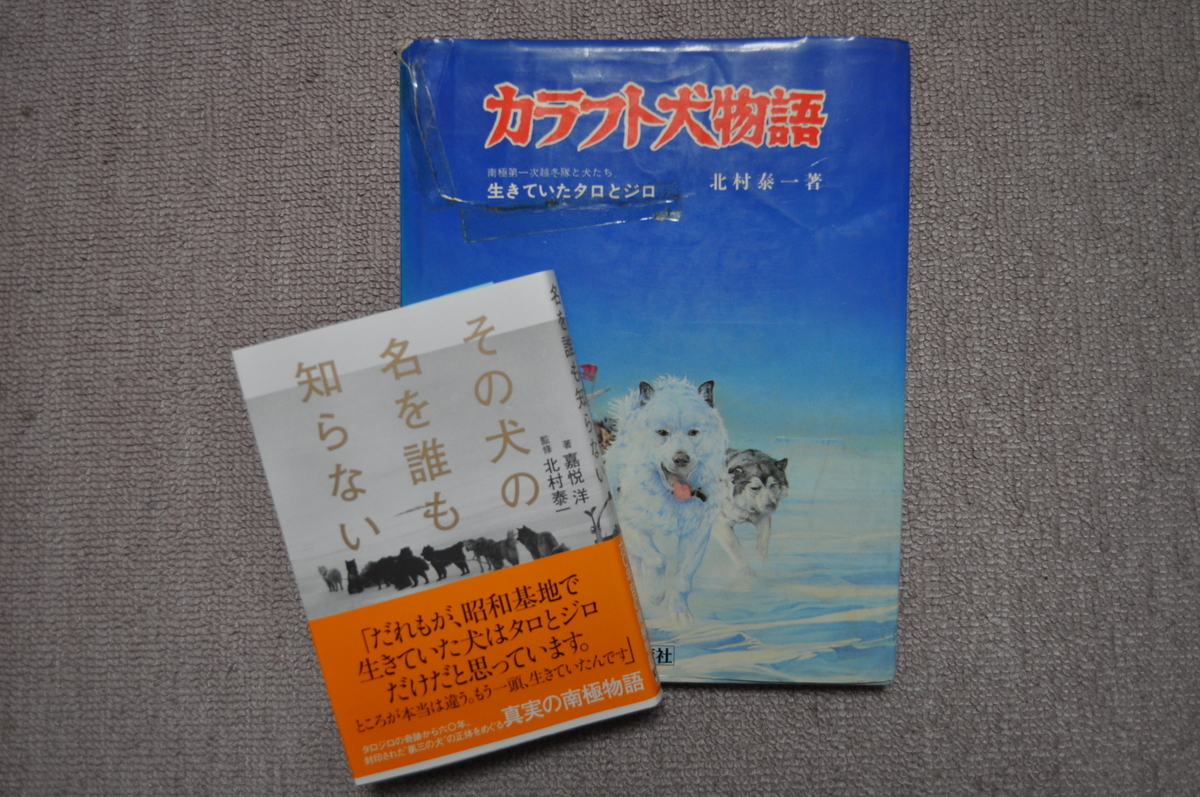 カラフト犬物語
南極第一次越冬隊と犬たち
生きていたタロとジロ
北村泰一著
社
その犬の
名を誰も
知らない
著 嘉悦 洋
監修 北村泰一
名を誰も知らない
「だれもが、昭和基地で
生きていた犬はタロとジロ
だけだと思っています。
ところが本当は違う。もう一頭、生きていたんです」
タロジロの奇跡から六〇年、
封印された“第三の犬”の正体をめぐる真実の南極物語